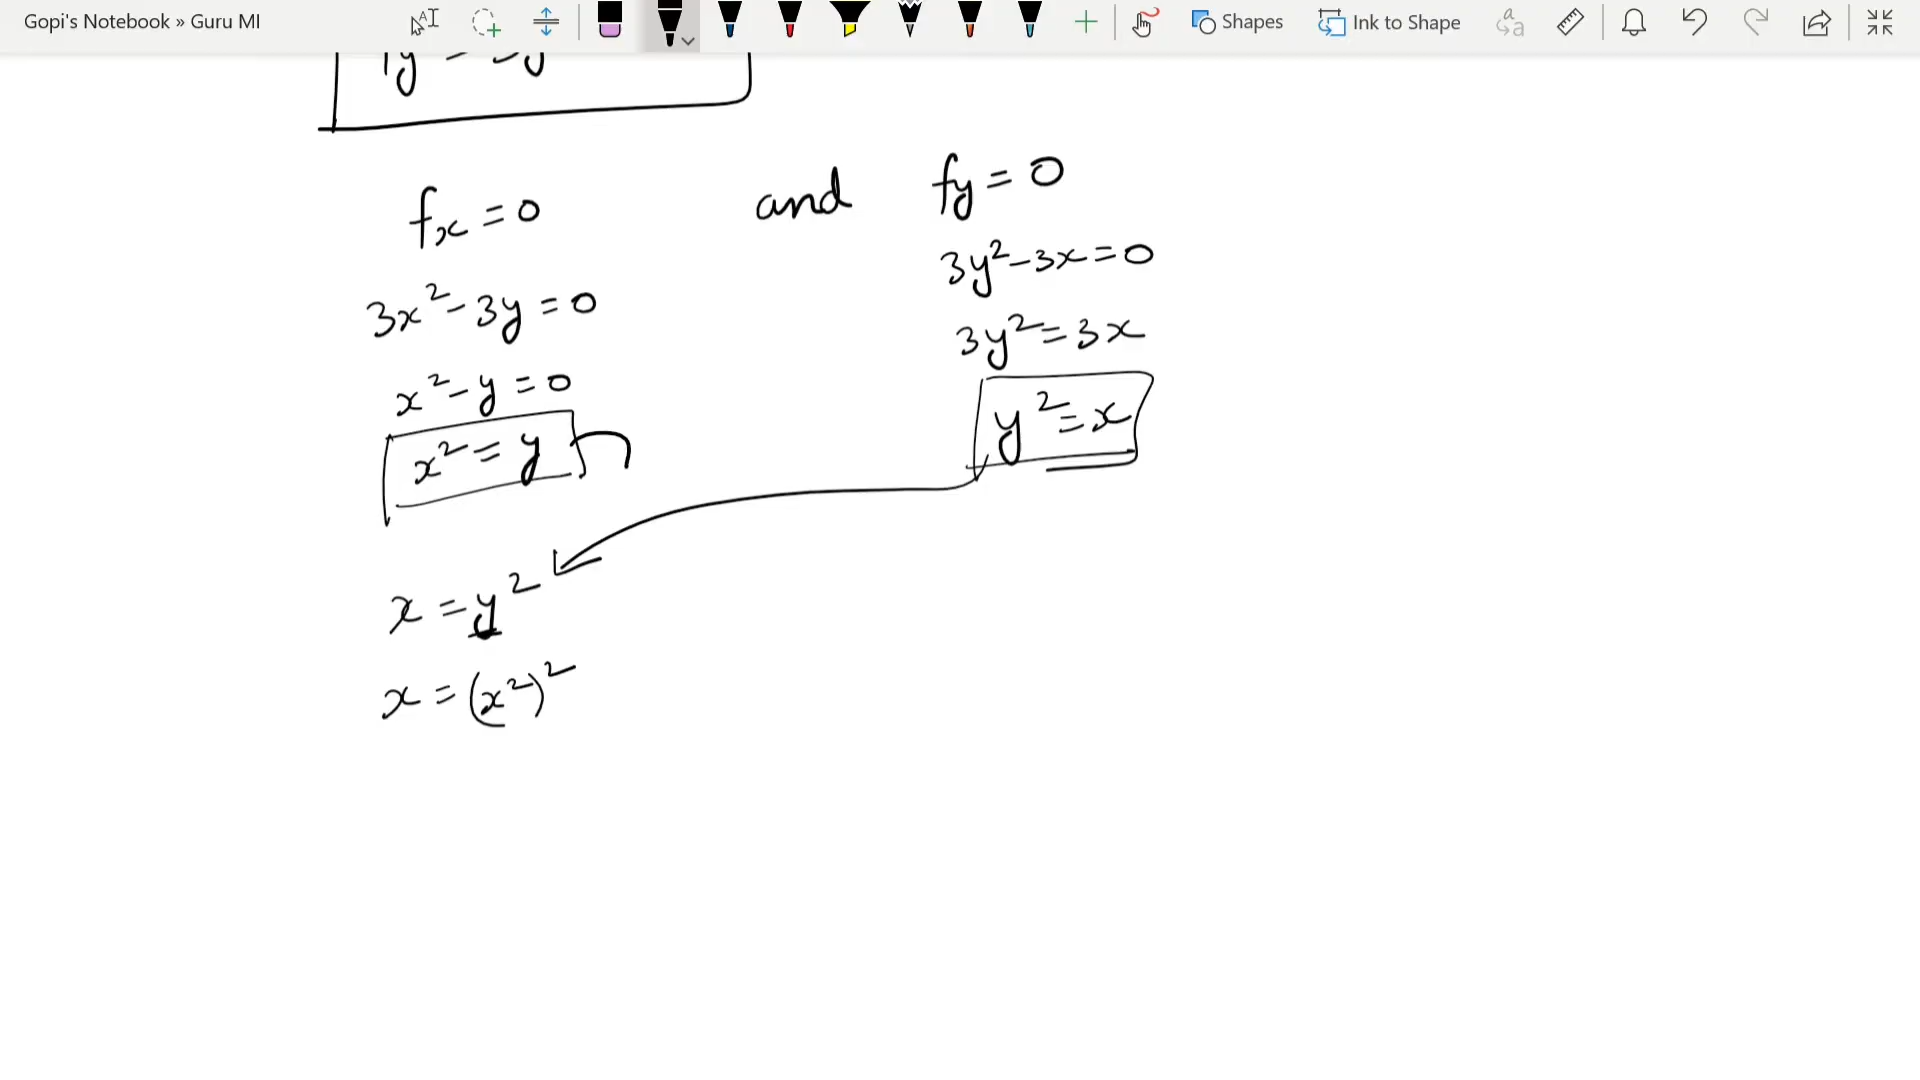 Gopi's Notebook » Guru MI
Shapes
Ink to Shape
fx = 0 and fy = 0
3x² - 3y = 0
x² - y = 0
x² = y
3y² - 3x = 0
3y² = 3x
y² = x
x = y²
x = (x²)²